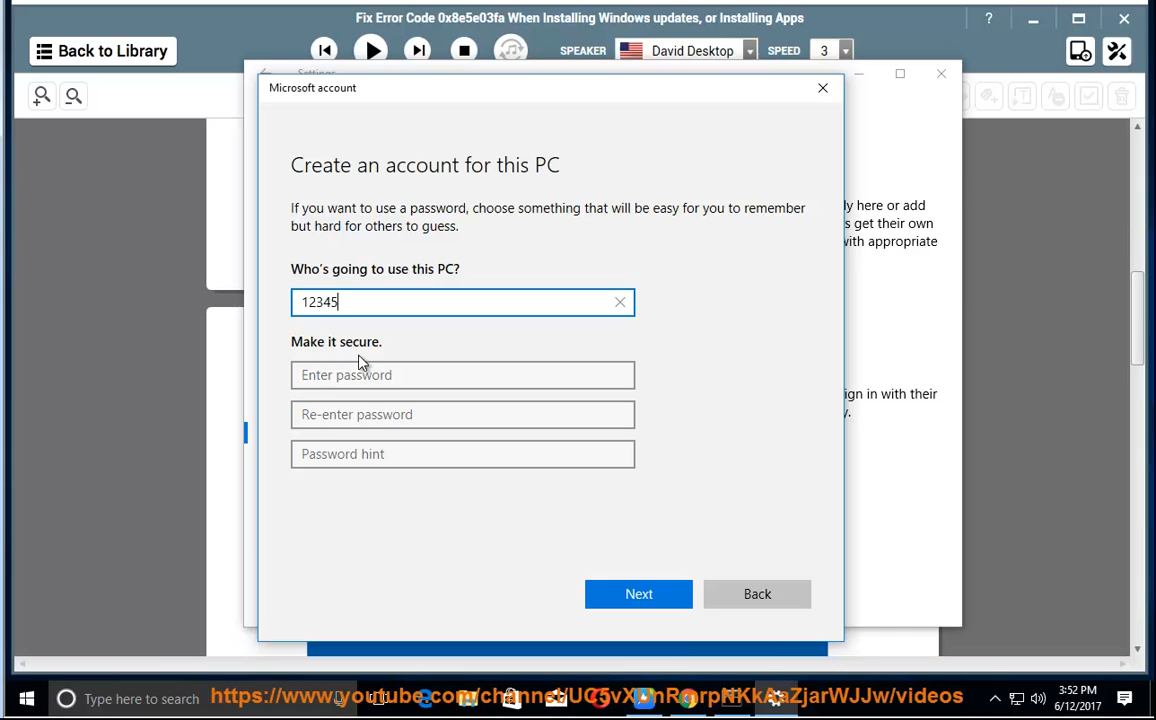 Fix Error Code 0x8e5e03fa When Installing Windows updates, or Installing Apps
?
Back to Library
SPEAKER
David Desktop
SPEED
3
Microsoft account
Create an account for this PC
If you want to use a password, choose something that will be easy for you to remember
but hard for others to guess.
ly here or add
s get their own
with appropriate
Who's going to use this PC?
12345
Make it secure.
Enter password
ign in with their
y.
Re-enter password
Password hint
Next
Back
Type here to search
3:52 PM
6/12/2017